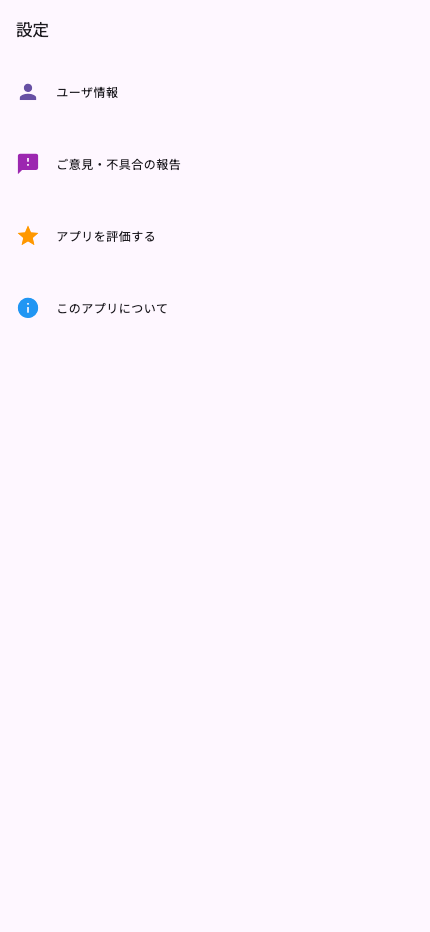 設定
ユーザ情報
ご意見・不具合の報告
アプリを評価する
このアプリについて